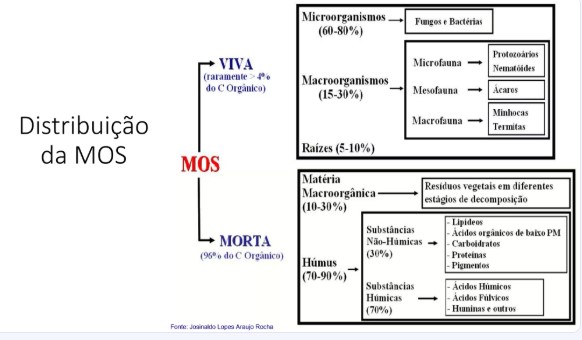 Distribuição
da MOS
MOS
VIVA
(raramente > 4%
do C Orgânico)
Microorganismos
(60-80%)
Fungos e Bactérias
Macroorganismos
(15-30%)
Microfauna
Protozoários
Nematóides
Mesofauna
Ácaros
Macrofauna
Minhocas
Termitas
Raízes (5-10%)
MORTA
(96% do C Orgânico)
Matéria
Macroorgânica
(10-30%)
Resíduos vegetais em diferentes
estágios de decomposição
Húmus
(70-90%)
Substâncias
Não-Húmicas
(30%)
- Lipídeos
- Ácidos orgânicos de baixo PM
- Carboidratos
- Proteínas
- Pigmentos
Substâncias
Húmicas
(70%)
- Ácidos Húmicos
- Ácidos Fúlvicos
- Huminas e outros
Fonte: Josinaldo Lopes Araujo Rocha